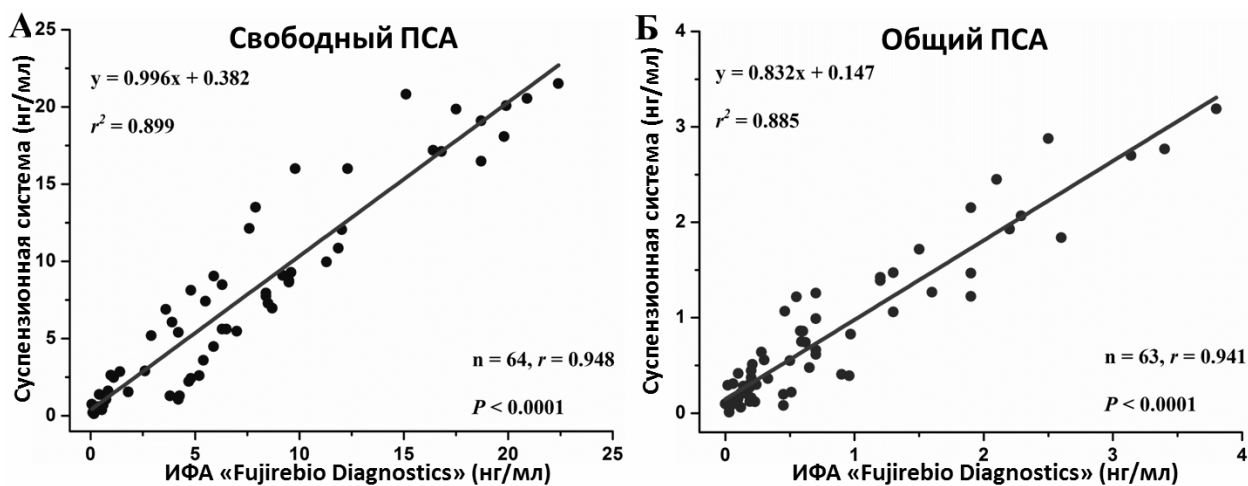 А
Свободный ПСА
y = 0.996x + 0.382
r² = 0.899
n = 64, r = 0.948
P < 0.0001
Суспензионная система (нг/мл)
25
20
15
10
5
0
0
5
10
15
20
25
ИФА «Fujirebio Diagnostics» (нг/мл)
Б
Общий ПСА
y = 0.832x + 0.147
r² = 0.885
n = 63, r = 0.941
P < 0.0001
Суспензионная система (нг/мл)
4
3
2
1
0
0
1
2
3
4
ИФА «Fujirebio Diagnostics» (нг/мл)